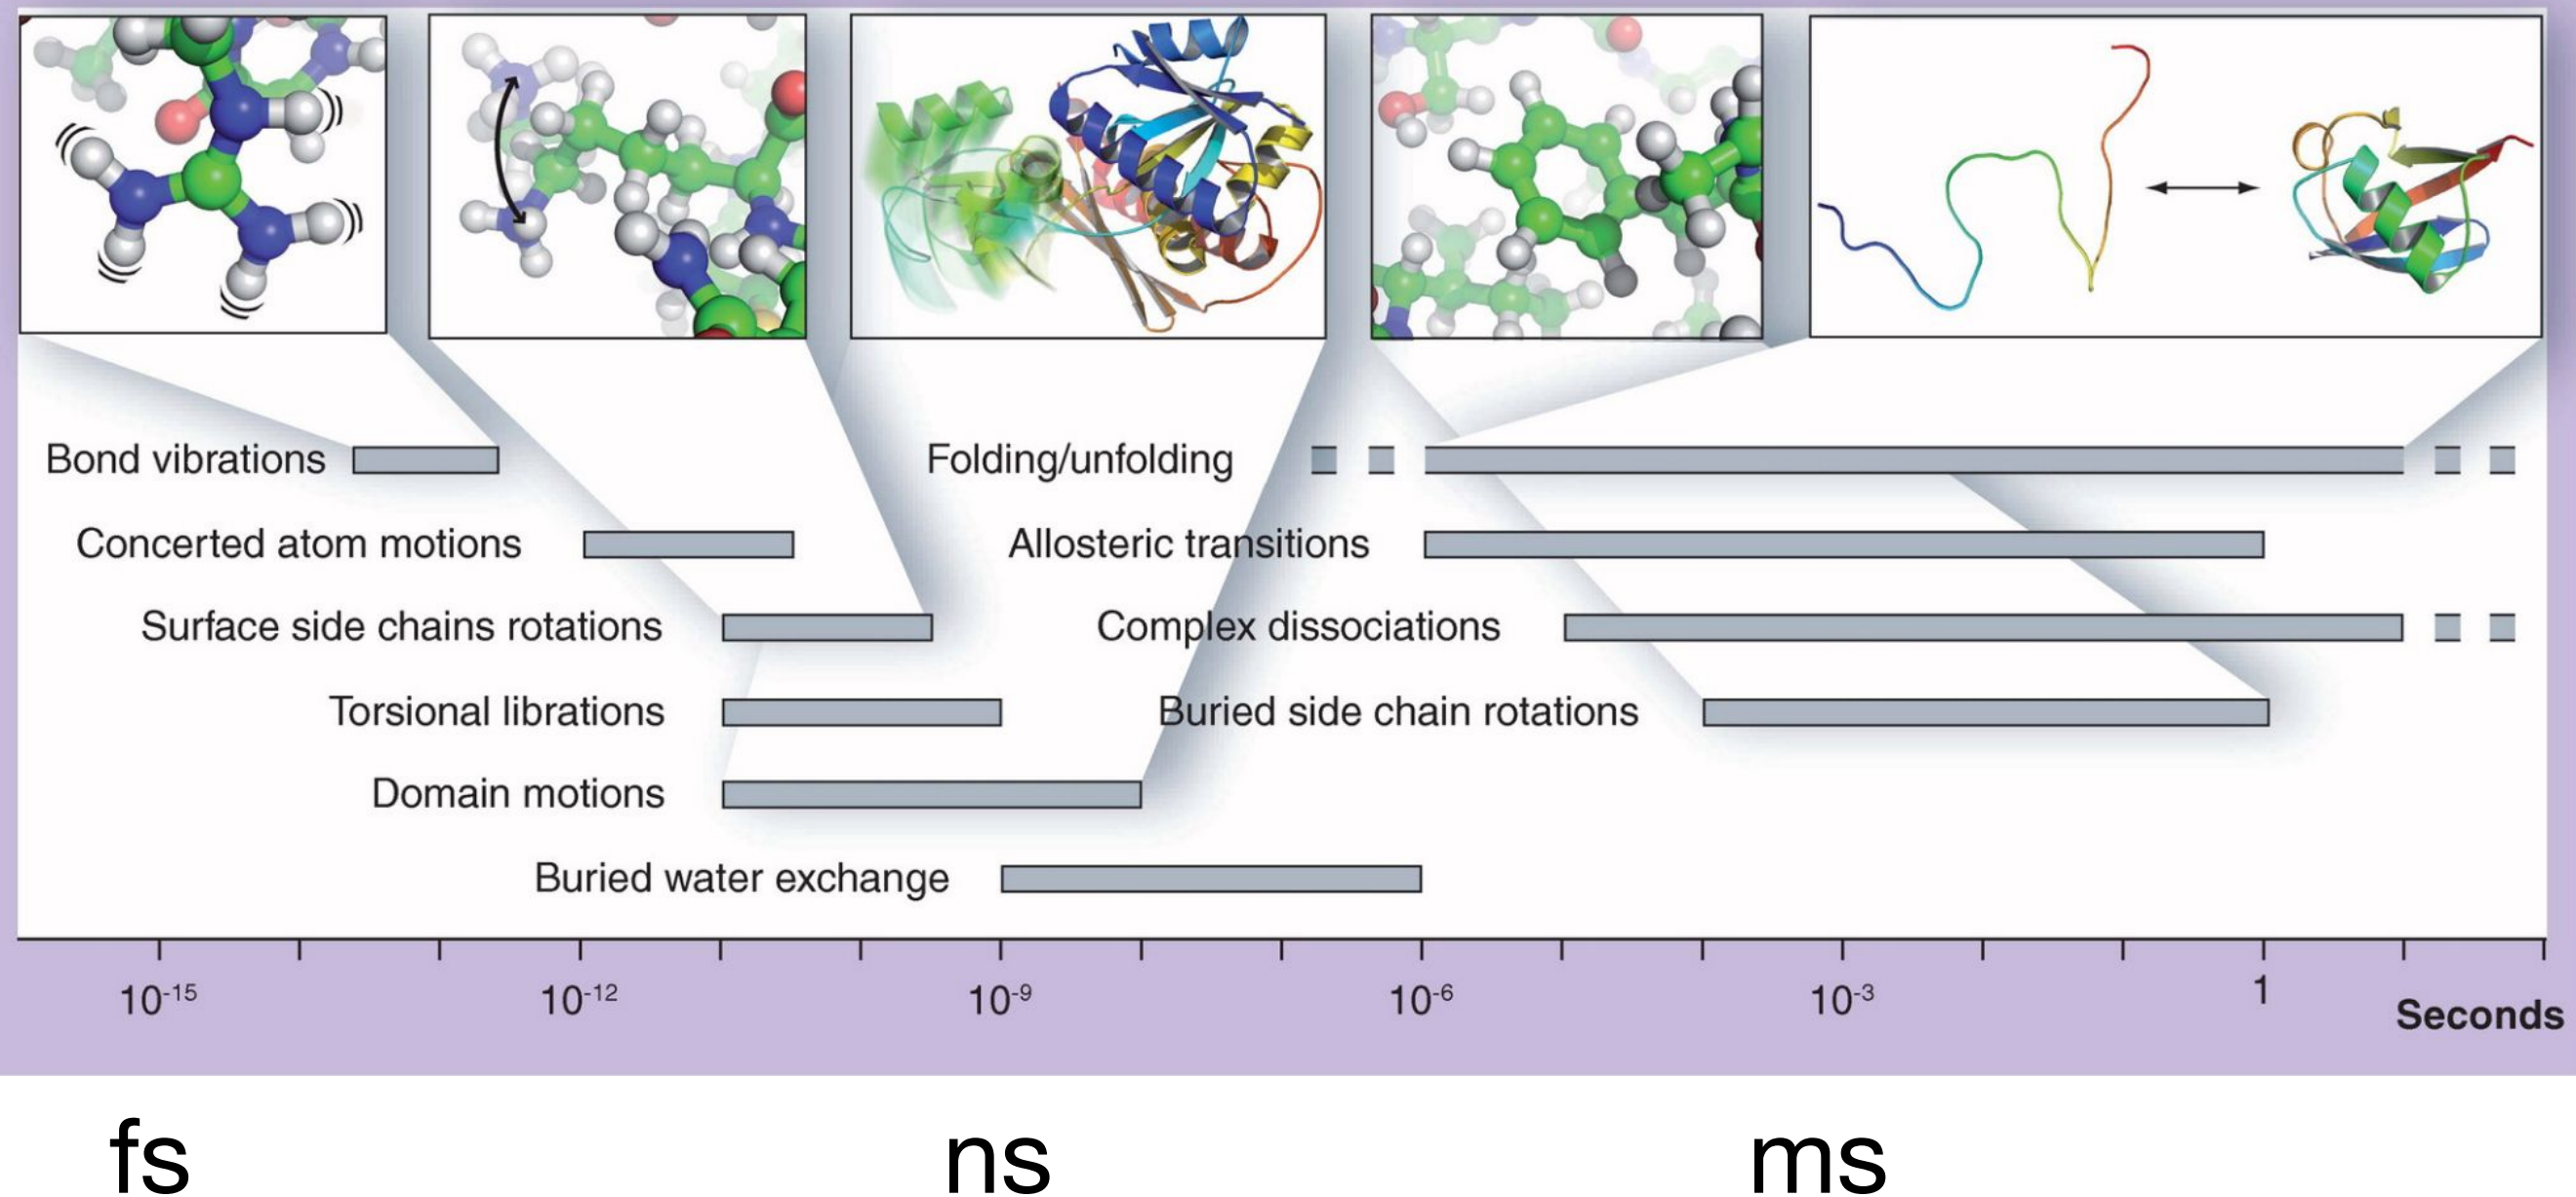 Bond vibrations
Folding/unfolding
Concerted atom motions
Allosteric transitions
Surface side chains rotations
Complex dissociations
Torsional librations
Buried side chain rotations
Domain motions
Buried water exchange
10-15
10-12
10-9
10-6
10-3
1
Seconds
fs
ns
ms